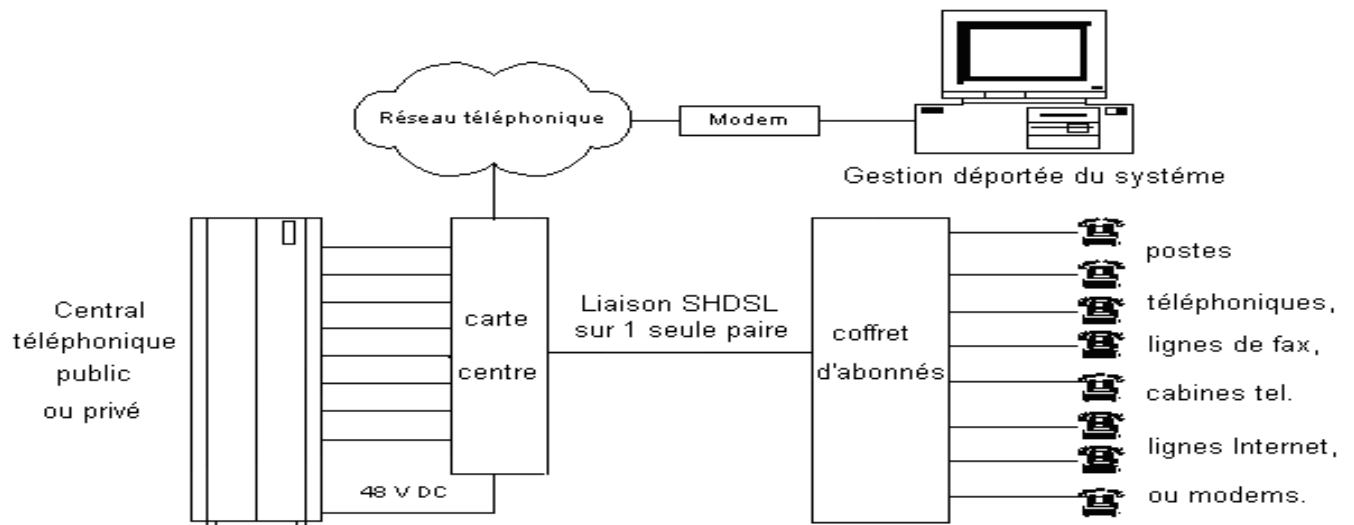 Réseau téléphonique
Modem
Gestion déportée du systéme
Central
téléphonique
public
ou privé
carte
centre
48 V DC
Liaison SHDSL
sur 1 seule paire
coffret
d'abonnés
postes
téléphoniques,
lignes de fax,
cabines tel.
lignes Internet,
ou modems.